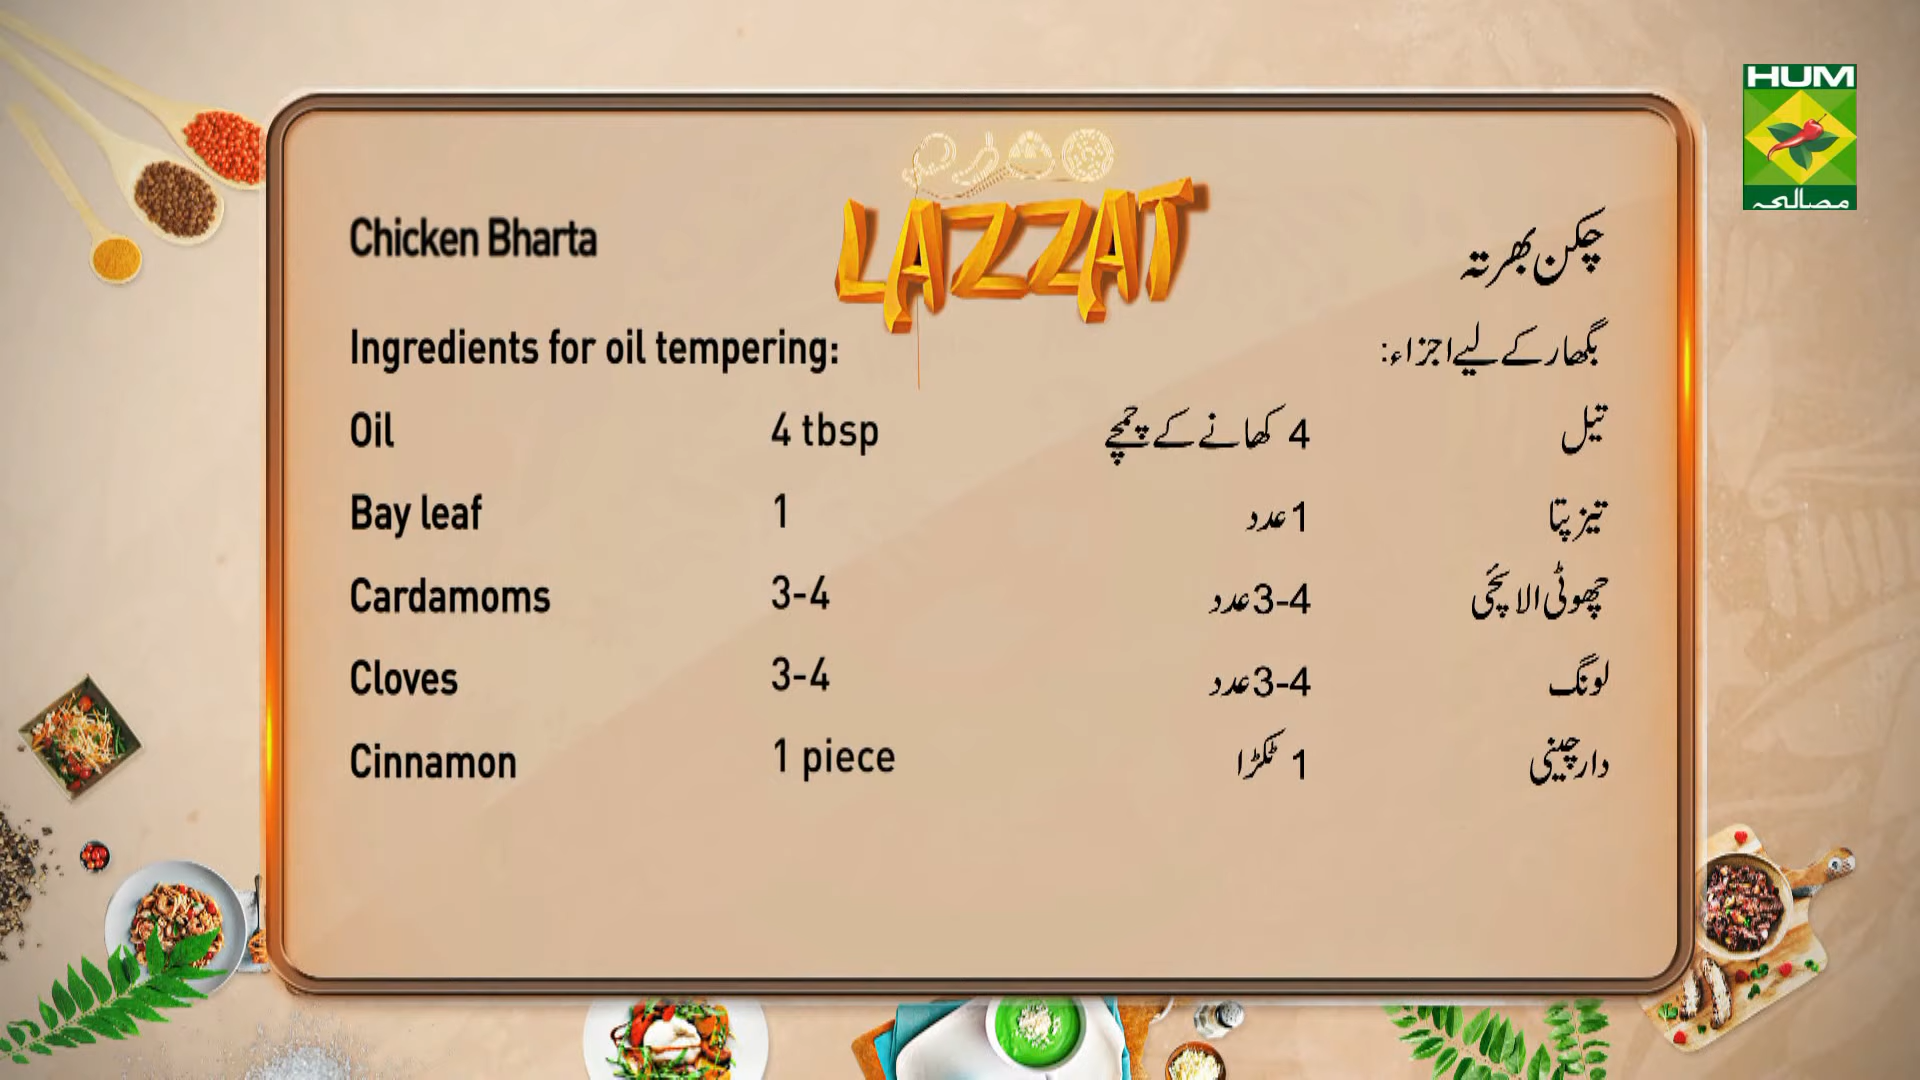 HUM
مصالحہ
LAZZAT
Chicken Bharta چکن بھرتہ
Ingredients for oil tempering: بگھار کے لیے اجزاء:
Oil 4 tbsp 4 کھانے کے چمچے تیل
Bay leaf 1 1 عدد تیز پتا
Cardamoms 3-4 3-4 عدد چھوٹی الائچی
Cloves 3-4 3-4 عدد لونگ
Cinnamon 1 piece 1 ٹکڑا دار چینی